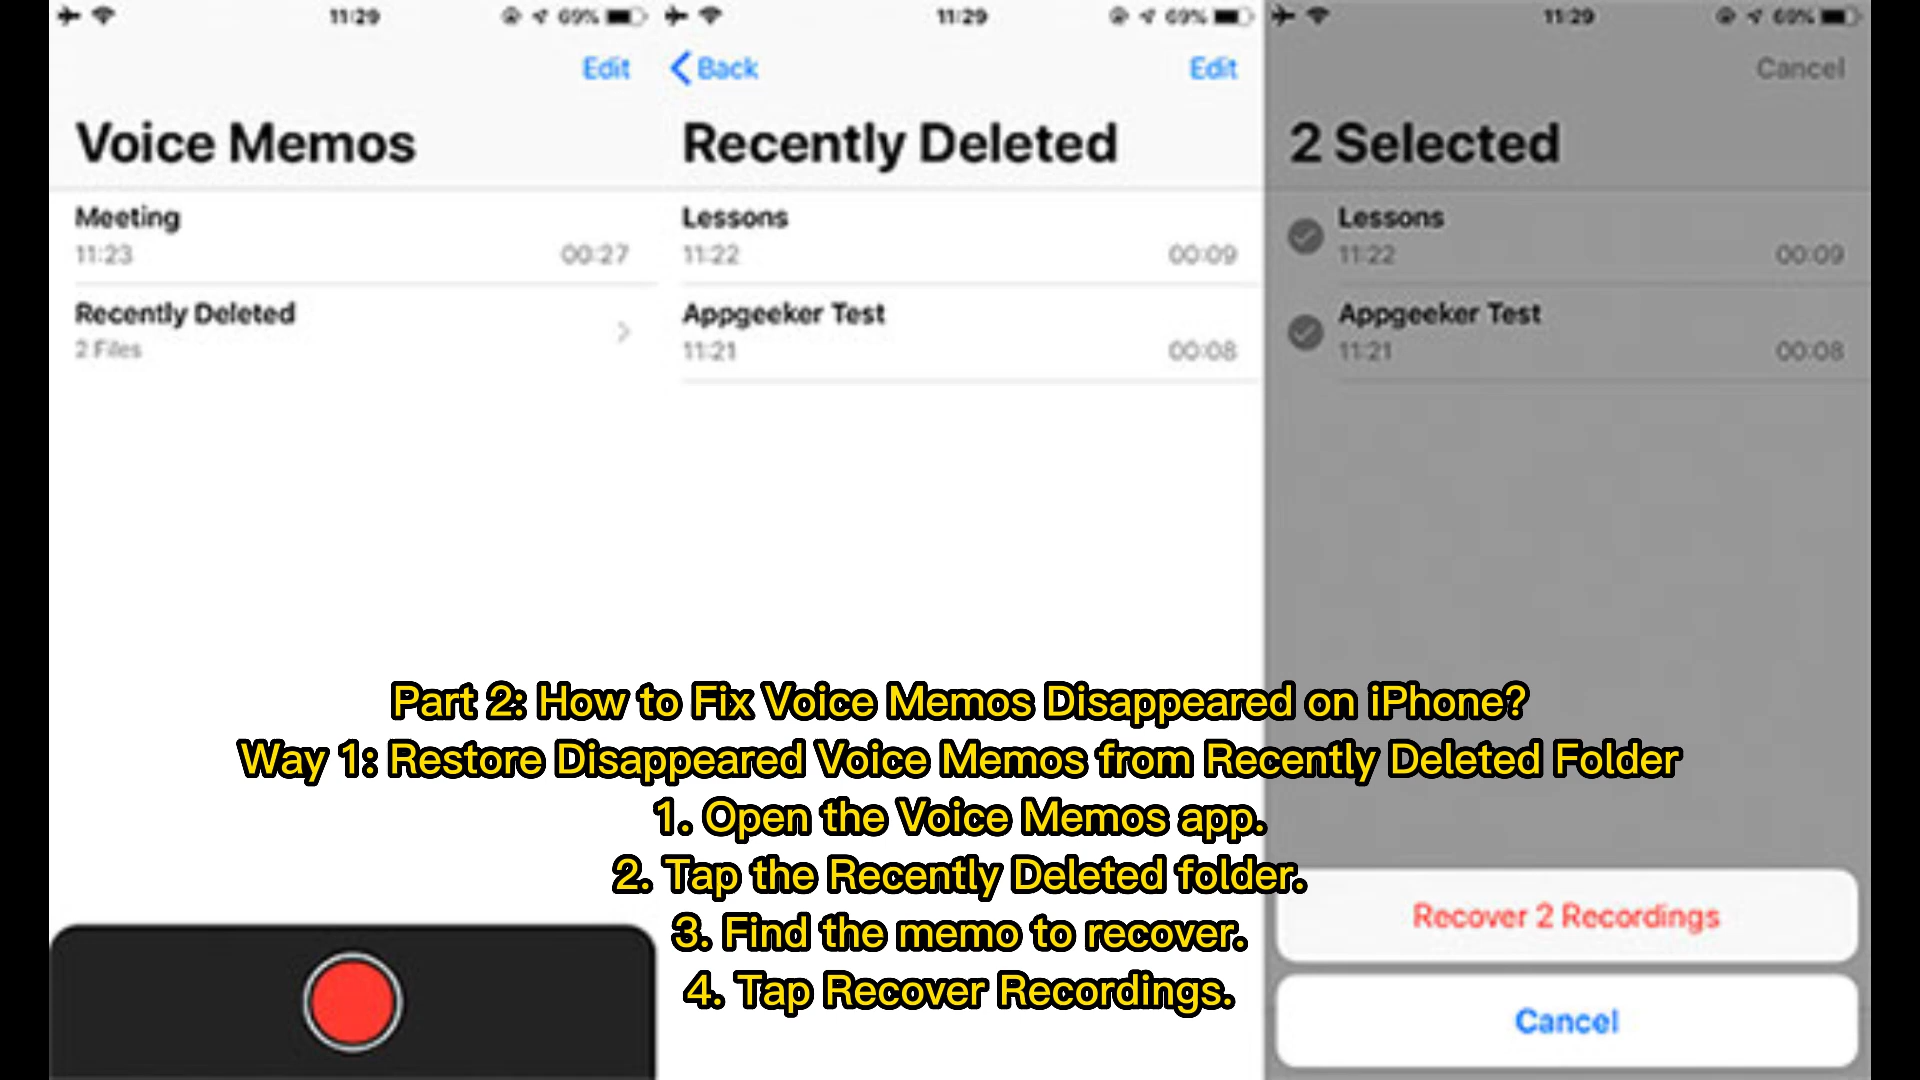 11:29
69%
Edit
Voice Memos
Meeting
11:23
00:27
Recently Deleted
2 Files
11:29
69%
Back
Edit
Recently Deleted
Lessons
11:22
00:09
Appgeeker Test
11:21
00:08
11:29
69%
Cancel
2 Selected
Lessons
11:22
00:09
Appgeeker Test
11:21
00:08
Recover 2 Recordings
Cancel
Part 2: How to Fix Voice Memos Disappeared on iPhone?
Way 1: Restore Disappeared Voice Memos from Recently Deleted Folder
1. Open the Voice Memos app.
2. Tap the Recently Deleted folder.
3. Find the memo to recover.
4. Tap Recover Recordings.